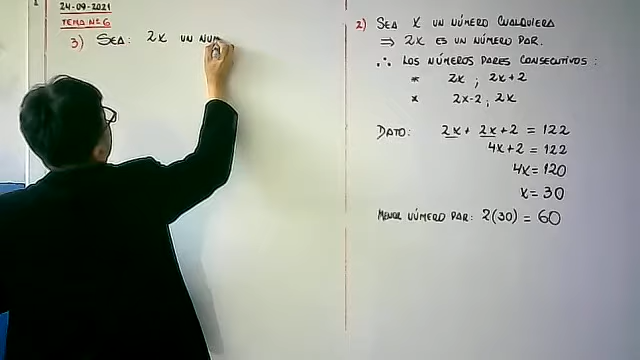 24-09-2021
TEMA Nº 6
3) SEA: 2x UN NUM
2) SEA X UN NÚMERO CUALQUIERA
⇒ 2X ES UN NÚMERO PAR.
∴ LOS NÚMEROS PARES CONSECUTIVOS:
* 2x ; 2x+2
* 2x-2 ; 2x
DATO: 2x + 2x+2 = 122
4x+2 = 122
4x = 120
x = 30
MENOR NÚMERO PAR: 2(30) = 60